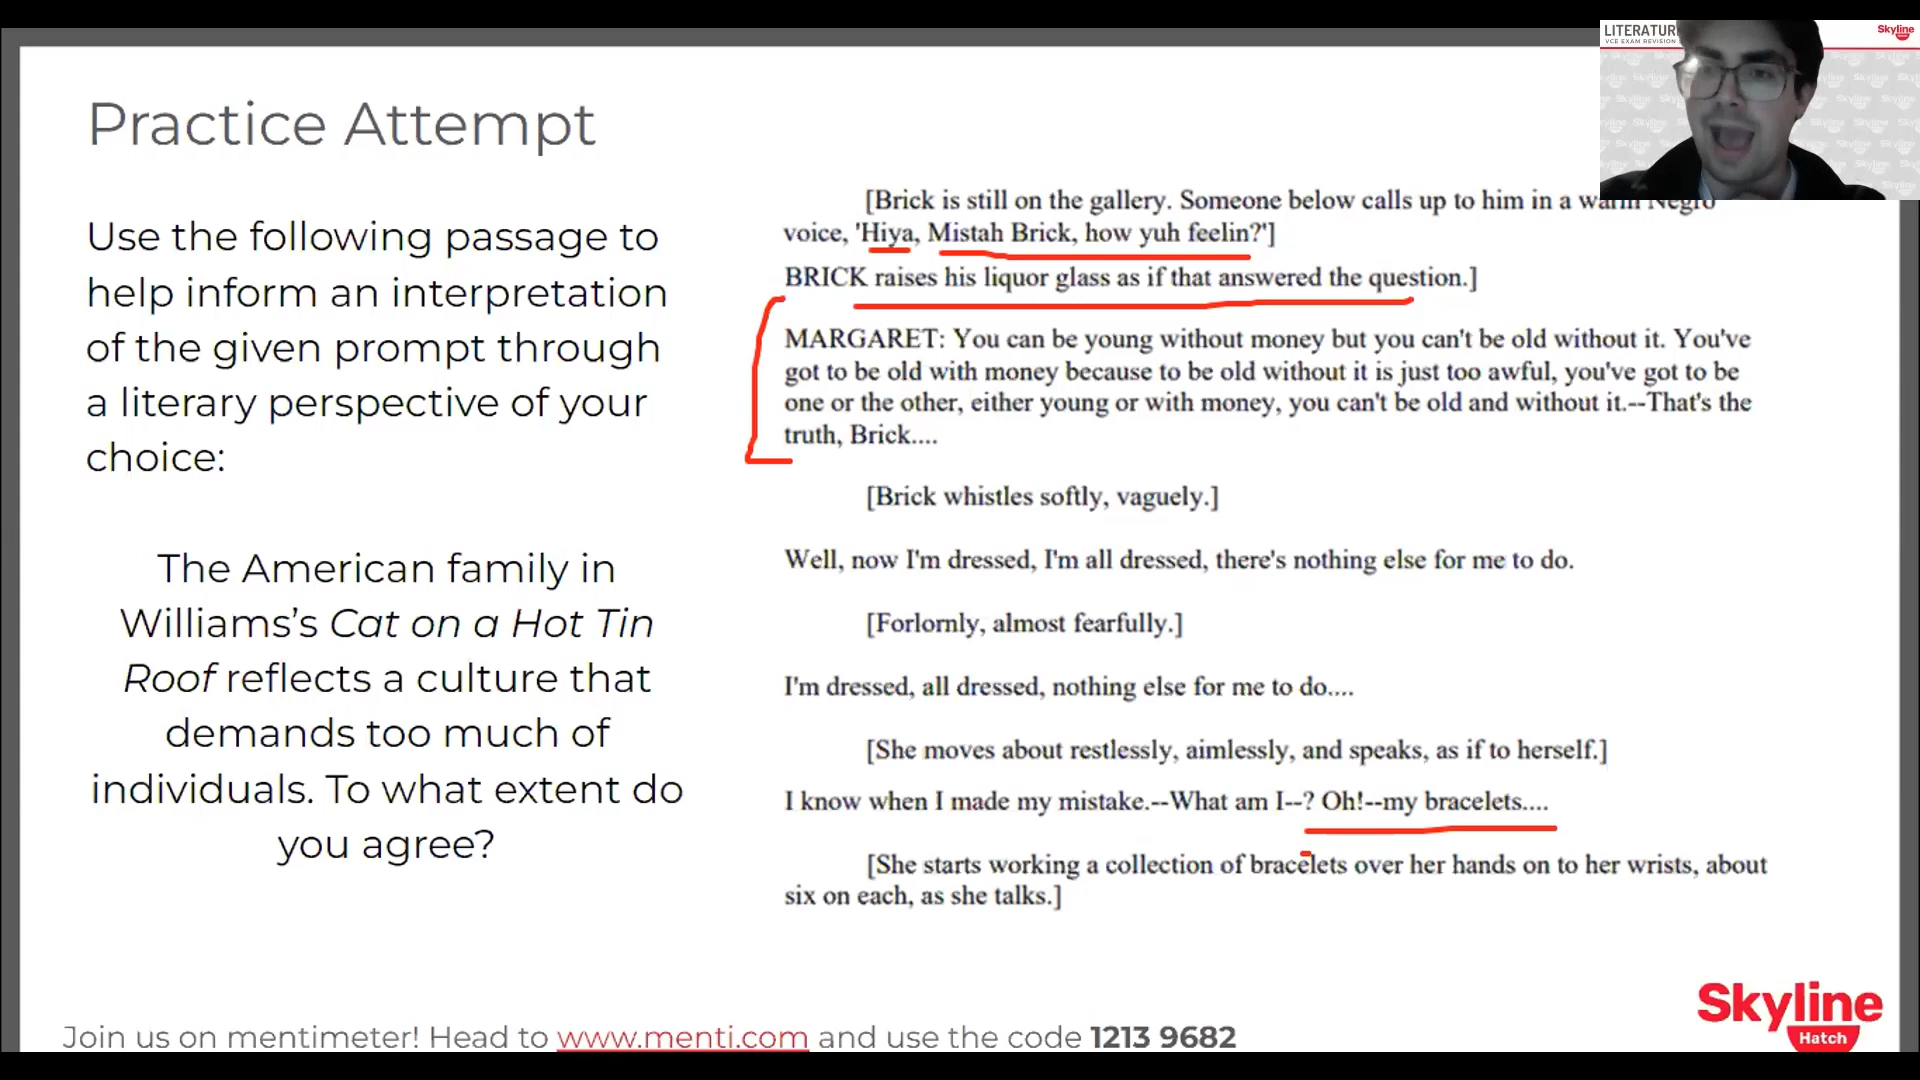 LITERATUR
VCE EXAM REVISION
Skyline
Practice Attempt
Use the following passage to
help inform an interpretation
of the given prompt through
a literary perspective of your
choice:
The American family in
Williams’s Cat on a Hot Tin
Roof reflects a culture that
demands too much of
individuals. To what extent do
you agree?
[Brick is still on the gallery. Someone below calls up to him in a warm Negro
voice, 'Hiya, Mistah Brick, how yuh feelin?']
BRICK raises his liquor glass as if that answered the question.]
MARGARET: You can be young without money but you can't be old without it. You've
got to be old with money because to be old without it is just too awful, you've got to be
one or the other, either young or with money, you can't be old and without it.--That's the
truth, Brick....
[Brick whistles softly, vaguely.]
Well, now I'm dressed, I'm all dressed, there's nothing else for me to do.
[Forlornly, almost fearfully.]
I'm dressed, all dressed, nothing else for me to do....
[She moves about restlessly, aimlessly, and speaks, as if to herself.]
I know when I made my mistake.--What am I--? Oh!--my bracelets....
[She starts working a collection of bracelets over her hands on to her wrists, about
six on each, as she talks.]
Join us on mentimeter! Head to www.menti.com and use the code 1213 9682
Skyline
Hatch